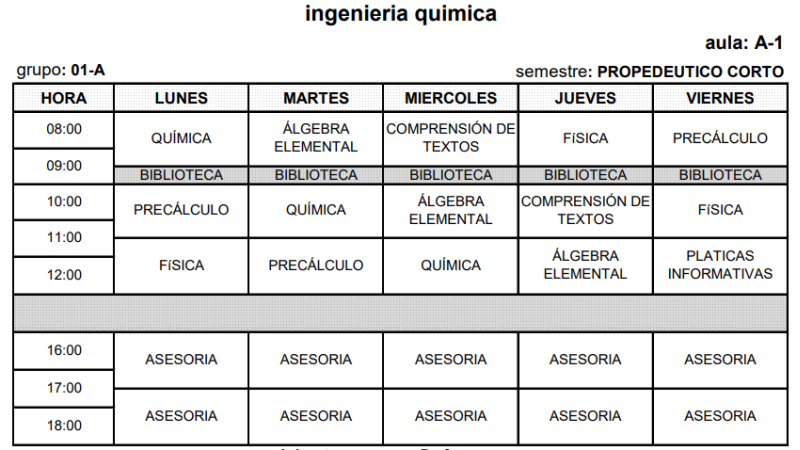 ingenieria quimica
aula: A-1
grupo: 01-A semestre: PROPEDEUTICO CORTO
HORA LUNES MARTES MIERCOLES JUEVES VIERNES
08:00
QUÍMICA ÁLGEBRA ELEMENTAL COMPRENSIÓN DE TEXTOS FíSICA PRECÁLCULO
09:00
BIBLIOTECA BIBLIOTECA BIBLIOTECA BIBLIOTECA BIBLIOTECA
10:00
PRECÁLCULO QUÍMICA ÁLGEBRA ELEMENTAL COMPRENSIÓN DE TEXTOS FíSICA
11:00
FíSICA PRECÁLCULO QUÍMICA ÁLGEBRA ELEMENTAL PLATICAS INFORMATIVAS
12:00
16:00
ASESORIA ASESORIA ASESORIA ASESORIA ASESORIA
17:00
ASESORIA ASESORIA ASESORIA ASESORIA ASESORIA
18:00